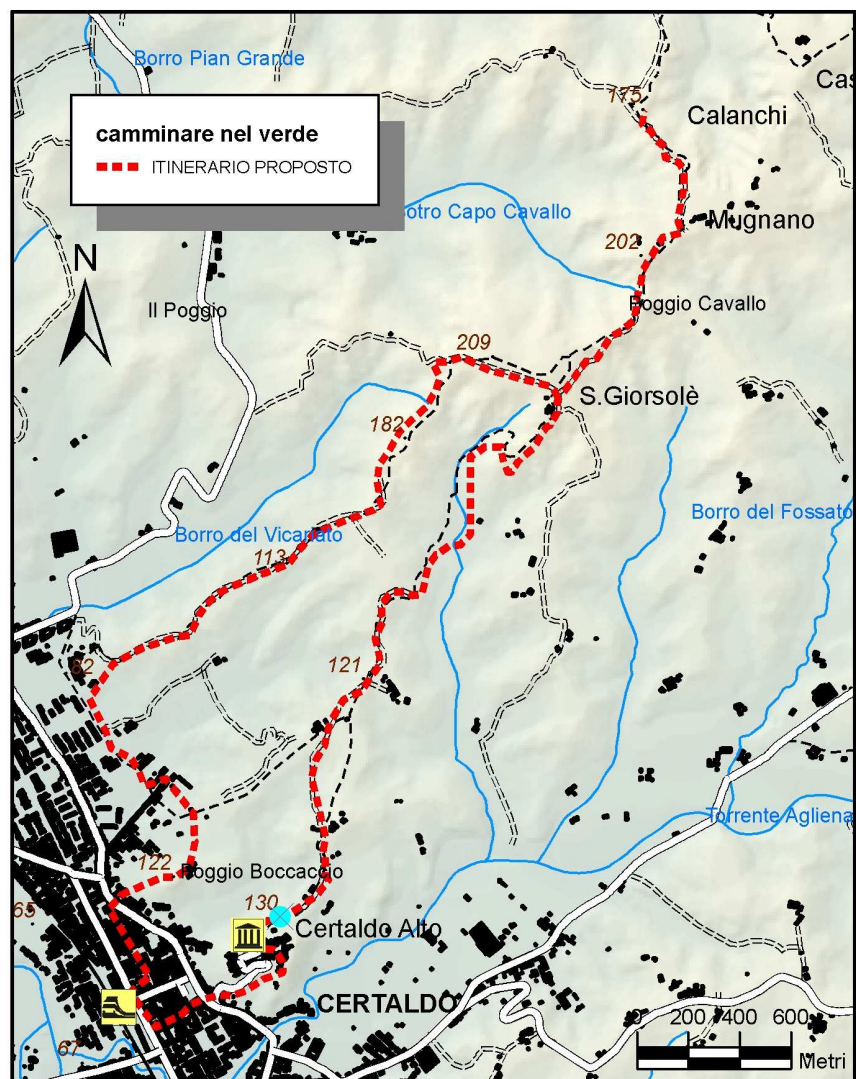 Borro Pian Grande
Cas
175
Calanchi
camminare nel verde
ITINERARIO PROPOSTO
Botro Capo Cavallo
Mugnano
202
N
Il Poggio
Poggio Cavallo
209
S.Giorsolè
182
Borro del Fossato
Borro del Vicariato
113
121
82
Torrente Agliena
122
Poggio Boccaccio
130
65
Certaldo Alto
CERTALDO
0 200 400 600
Metri
67